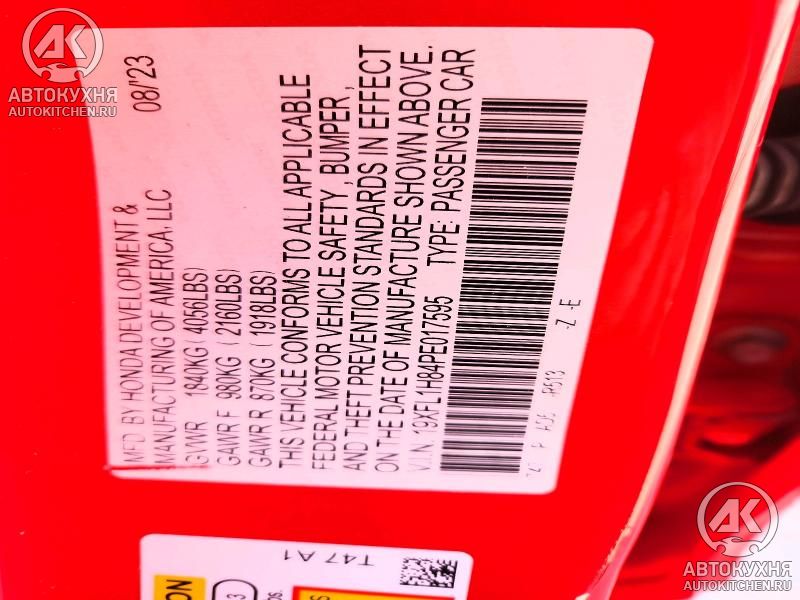 MFD BY HONDA DEVELOPMENT &
MANUFACTURING OF AMERICA, LLC 08/'23
GVWR 1840KG ( 4056LBS)
GAWR F 980KG ( 2160LBS)
GAWR R 870KG ( 1918LBS)
THIS VEHICLE CONFORMS TO ALL APPLICABLE
FEDERAL MOTOR VEHICLE SAFETY , BUMPER ,
AND THEFT PREVENTION STANDARDS IN EFFECT
ON THE DATE OF MANUFACTURE SHOWN ABOVE.
V.I.N. 19XFL1H84PE017595 TYPE: PASSENGER CAR
-Z -E
T47 A1
АК
АВТОКУХНЯ
AUTOKITCHEN.RU
АК
АВТОКУХНЯ
AUTOKITCHEN.RU